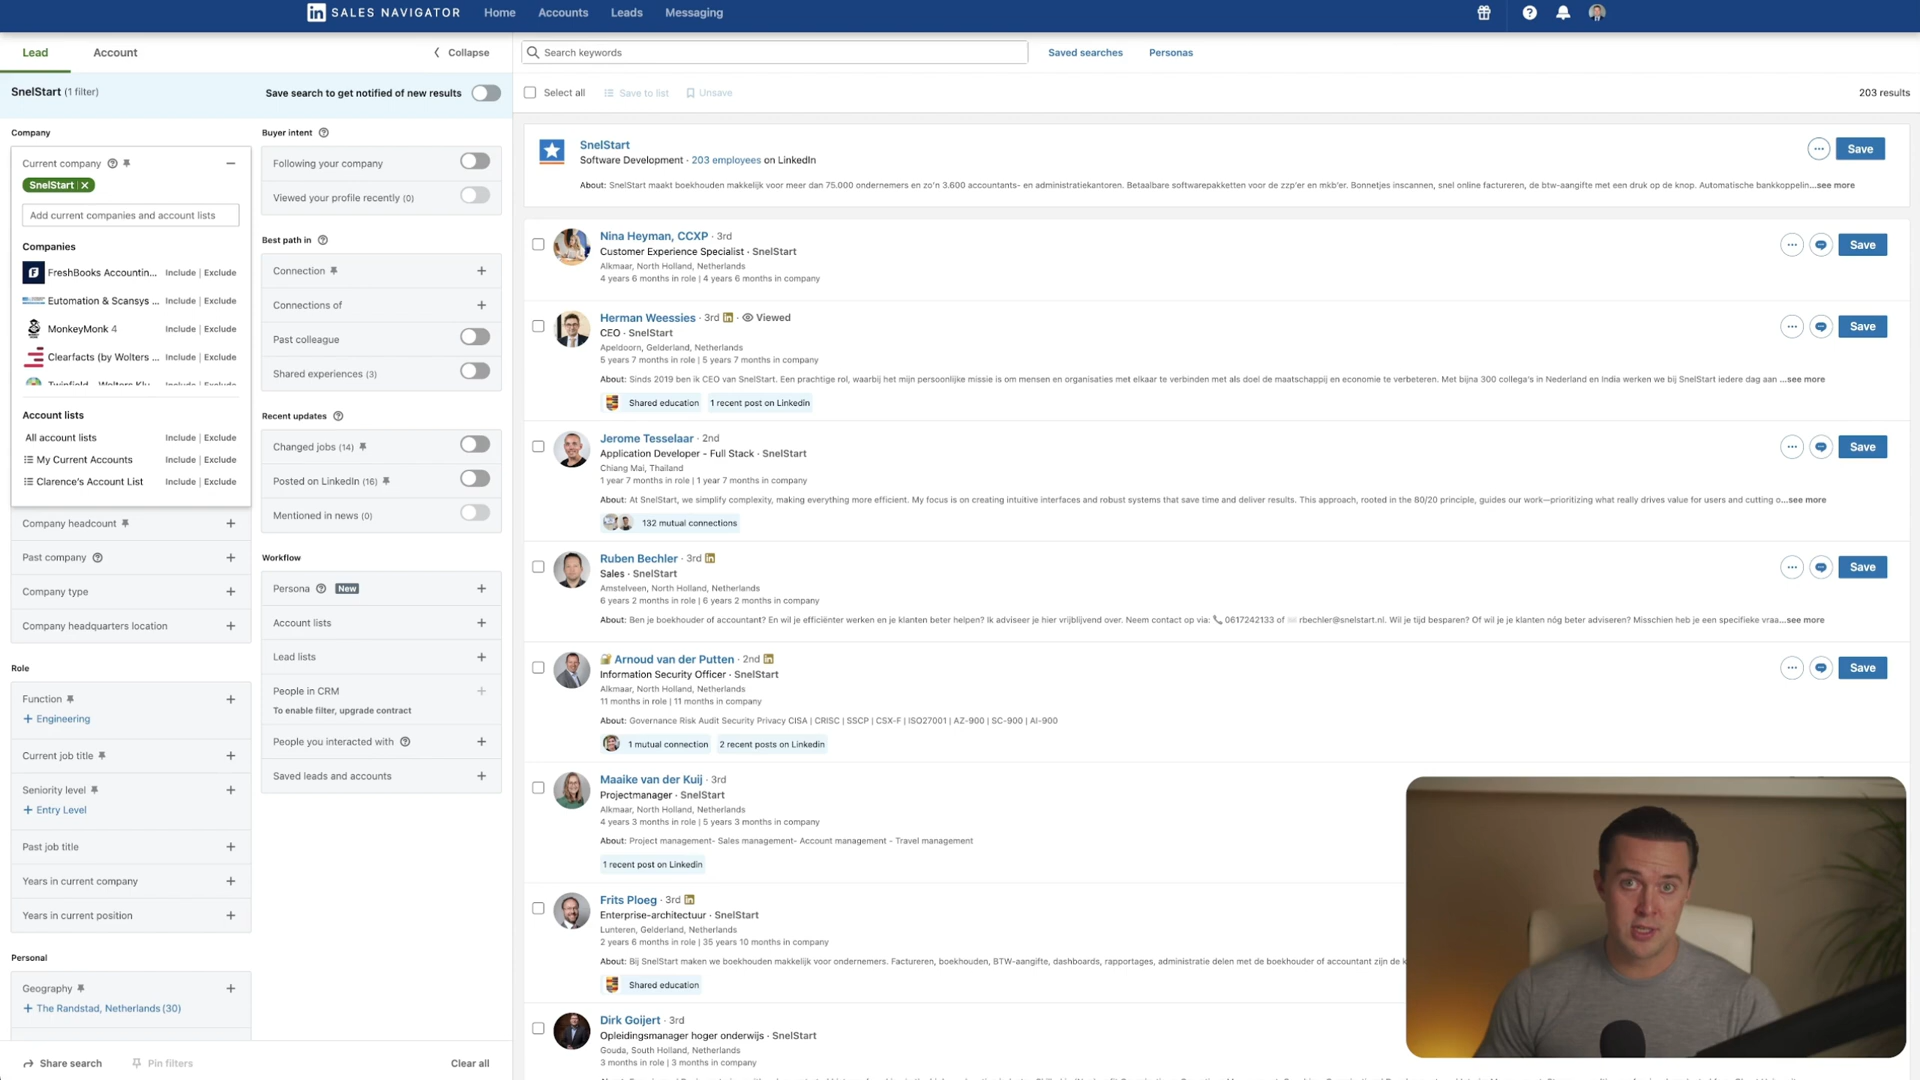 SALES NAVIGATOR
Home
Accounts
Leads
Messaging
Lead
Account
Collapse
Search keywords
Saved searches
Personas
SnelStart (1 filter)
Save search to get notified of new results
Select all
Save to list
Unsave
203 results
Company
Current company
SnelStart
Add current companies and account lists
Companies
FreshBooks Accountin... Include | Exclude
Eutomation & Scansys ... Include | Exclude
MonkeyMonk 4 Include | Exclude
Clearfacts (by Wolters ... Include | Exclude
Twinfield - Wolters Klu... Include | Exclude
Account lists
All account lists Include | Exclude
My Current Accounts Include | Exclude
Clarence's Account List Include | Exclude
Company headcount
Past company
Company type
Company headquarters location
Role
Function
+ Engineering
Current job title
Seniority level
+ Entry Level
Past job title
Years in current company
Years in current position
Personal
Geography
+ The Randstad, Netherlands (30)
Share search
Pin filters
Clear all
Buyer intent
Following your company
Viewed your profile recently (0)
Best path in
Connection
Connections of
Past colleague
Shared experiences (3)
Recent updates
Changed jobs (14)
Posted on LinkedIn (16)
Mentioned in news (0)
Workflow
Persona New
Account lists
Lead lists
People in CRM
To enable filter, upgrade contract
People you interacted with
Saved leads and accounts
SnelStart
Software Development · 203 employees on LinkedIn
Save
About: SnelStart maakt boekhouden makkelijk voor meer dan 75.000 ondernemers en zo'n 3.600 accountants- en administratiekantoren. Betaalbare softwarepakketten voor de zzp'er en mkb'er. Bonnetjes inscannen, snel online factureren, de btw-aangifte met een druk op de knop. Automatische bankkoppelin...see more
Nina Heyman, CCXP · 3rd
Customer Experience Specialist · SnelStart
Alkmaar, North Holland, Netherlands
4 years 6 months in role | 4 years 6 months in company
Save
Herman Weessies · 3rd · Viewed
CEO · SnelStart
Apeldoorn, Gelderland, Netherlands
5 years 7 months in role | 5 years 7 months in company
Save
About: Sinds 2019 ben ik CEO van SnelStart. Een prachtige rol, waarbij het mijn persoonlijke missie is om mensen en organisaties met elkaar te verbinden met als doel de maatschappij en economie te verbeteren. Met bijna 300 collega's in Nederland en India werken we bij SnelStart iedere dag aan ...see more
Shared education
1 recent post on Linkedin
Jerome Tesselaar · 2nd
Application Developer - Full Stack · SnelStart
Chiang Mai, Thailand
1 year 7 months in role | 1 year 7 months in company
Save
About: At SnelStart, we simplify complexity, making everything more efficient. My focus is on creating intuitive interfaces and robust systems that save time and deliver results. This approach, rooted in the 80/20 principle, guides our work—prioritizing what really drives value for users and cutting o...see more
132 mutual connections
Ruben Bechler · 3rd
Sales · SnelStart
Amstelveen, North Holland, Netherlands
6 years 2 months in role | 6 years 2 months in company
Save
About: Ben je boekhouder of accountant? En wil je efficiënter werken en je klanten beter helpen? Ik adviseer je hier vrijblijvend over. Neem contact op via: 0617242133 of rbechler@snelstart.nl. Wil je tijd besparen? Of wil je je klanten nóg beter adviseren? Misschien heb je een specifieke vraa...see more
Arnoud van der Putten · 2nd
Information Security Officer · SnelStart
Alkmaar, North Holland, Netherlands
11 months in role | 11 months in company
Save
About: Governance Risk Audit Security Privacy CISA | CRISC | SSCP | CSX-F | ISO27001 | AZ-900 | SC-900 | AI-900
1 mutual connection
2 recent posts on Linkedin
Maaike van der Kuij · 3rd
Projectmanager · SnelStart
Alkmaar, North Holland, Netherlands
4 years 3 months in role | 5 years 3 months in company
About: Project management- Sales management- Account management - Travel management
1 recent post on Linkedin
Frits Ploeg · 3rd
Enterprise-architectuur · SnelStart
Lunteren, Gelderland, Netherlands
2 years 6 months in role | 35 years 10 months in company
About: Bij SnelStart maken we boekhouden makkelijk voor ondernemers. Factureren, boekhouden, BTW-aangifte, dashboards, rapportages, administratie delen met de boekhouder of accountant zijn de k
Shared education
Dirk Goijert · 3rd
Opleidingsmanager hoger onderwijs · SnelStart
Gouda, South Holland, Netherlands
3 months in role | 3 months in company